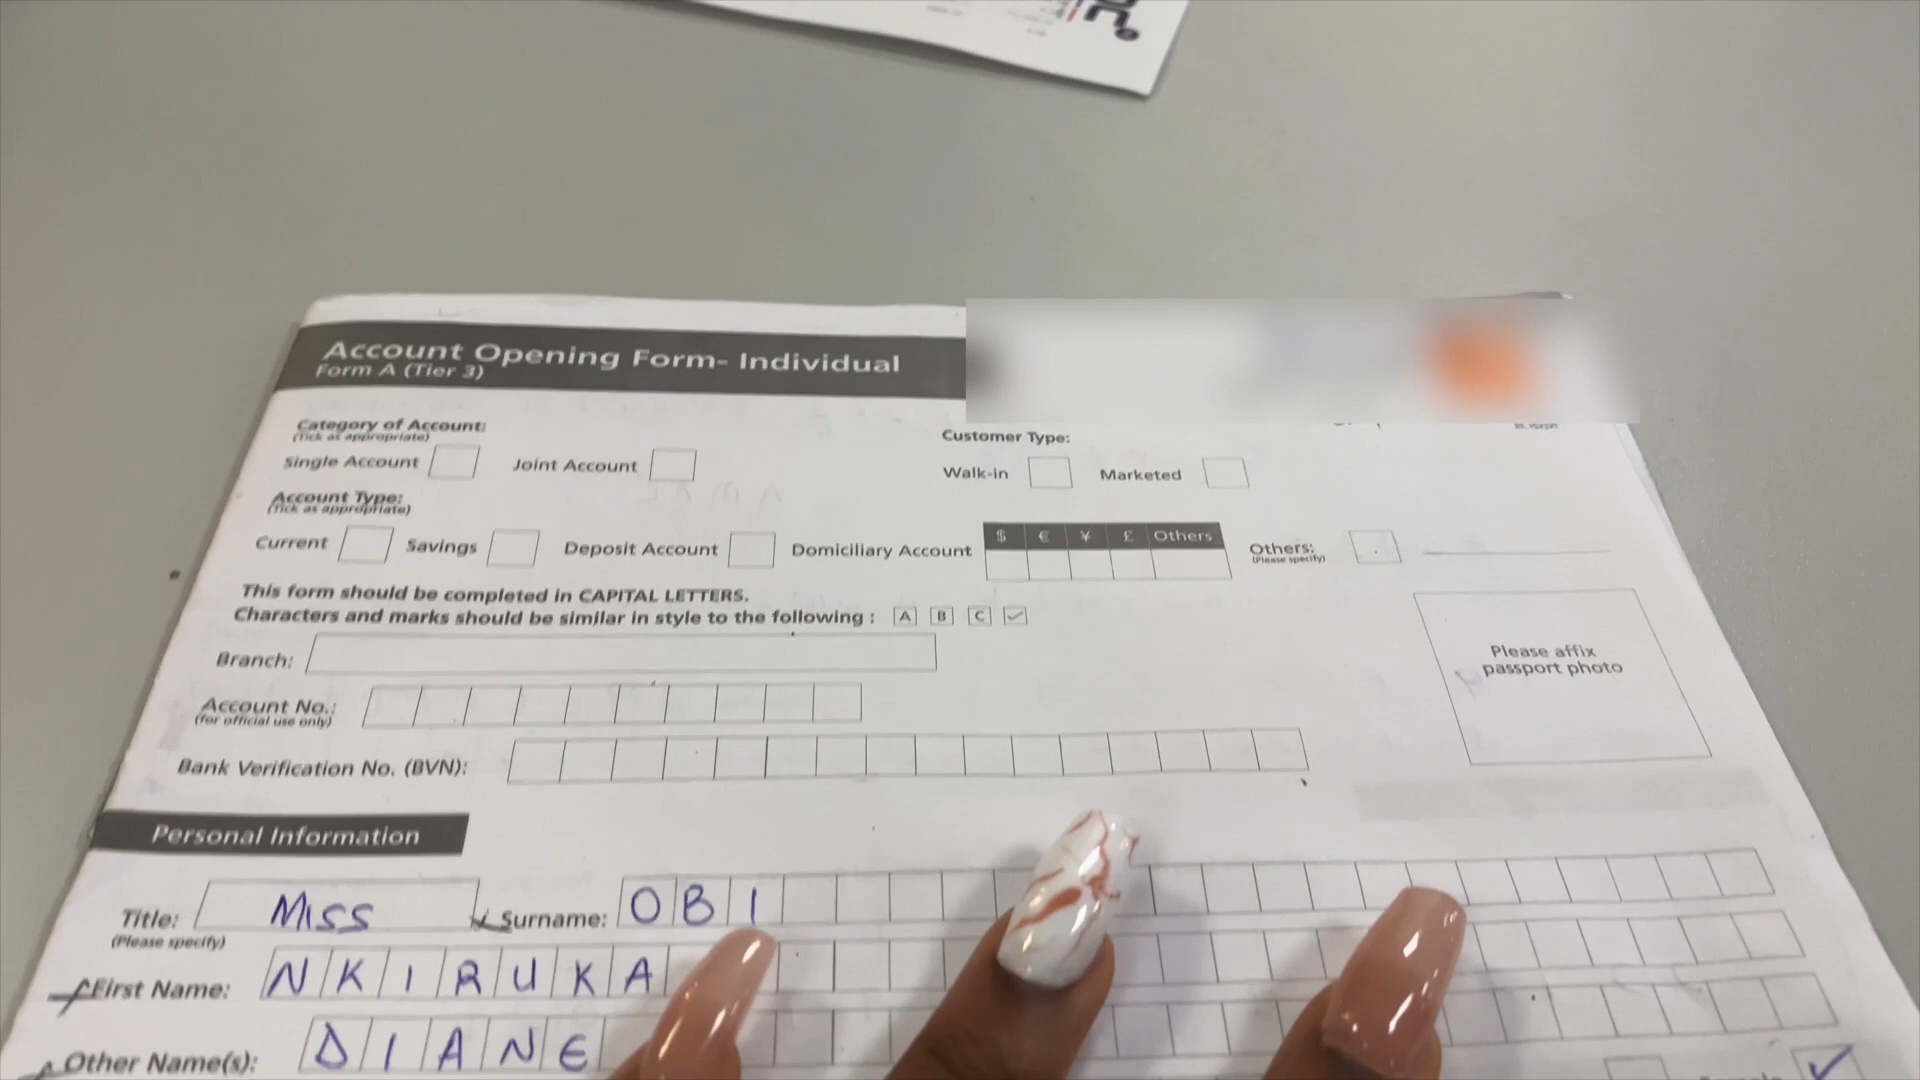 Account Opening Form- Individual
Form A (Tier 3)
Category of Account:
(Tick as appropriate)
Customer Type:
Single Account Joint Account Walk-in Marketed
Account Type:
(Tick as appropriate)
Current Savings Deposit Account Domiciliary Account $ € ¥ £ Others Others:
(Please specify)
This form should be completed in CAPITAL LETTERS.
Characters and marks should be similar in style to the following : A B C ✓
Please affix
passport photo
Branch:
Account No.:
(for official use only)
Bank Verification No. (BVN):
Personal Information
Title: MISS Surname: OBI
(Please specify)
First Name: NKIRUKA
Other Name(s): DIANE